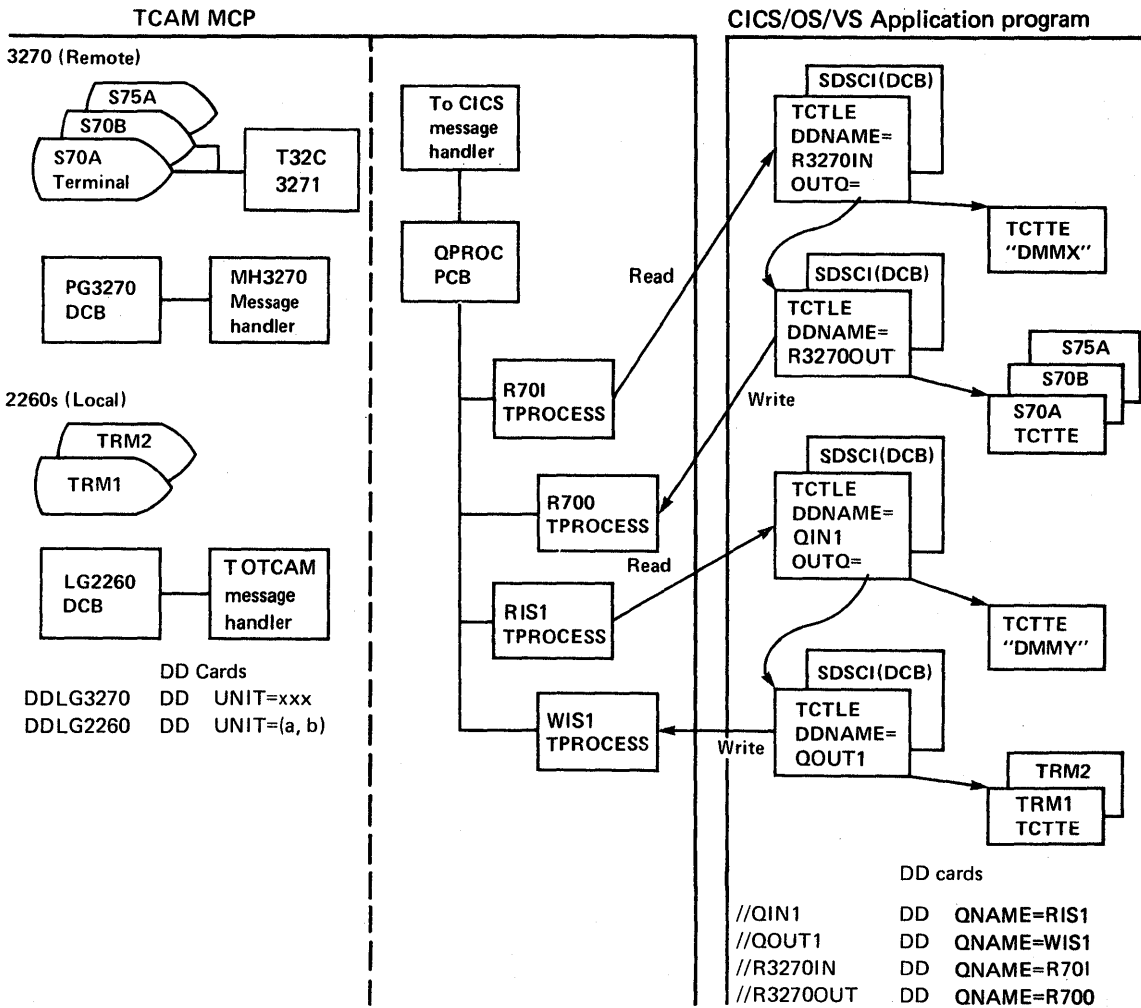 TCAM MCP
CICS/OS/VS Application program
3270 (Remote)
S75A
S70B
S70A
Terminal
T32C
3271
PG3270
DCB
MH3270
Message
handler
2260s (Local)
TRM2
TRM1
LG2260
DCB
TOTCAM
message
handler
DD Cards
DDLG3270 DD UNIT=xxx
DDLG2260 DD UNIT=(a, b)
To CICS
message
handler
QPROC
PCB
R70I
TPROCESS
R700
TPROCESS
RIS1
TPROCESS
WIS1
TPROCESS
Read
Write
Read
Write
SDSCI(DCB)
TCTLE
DDNAME=
R3270IN
OUTQ=
TCTTE
"DMMX"
SDSCI(DCB)
TCTLE
DDNAME=
R3270OUT
S75A
S70B
S70A
TCTTE
SDSCI(DCB)
TCTLE
DDNAME=
QIN1
OUTQ=
TCTTE
"DMMY"
SDSCI(DCB)
TCTLE
DDNAME=
QOUT1
TRM2
TRM1
TCTTE
DD cards
//QIN1 DD QNAME=RIS1
//QOUT1 DD QNAME=WIS1
//R3270IN DD QNAME=R70I
//R3270OUT DD QNAME=R700